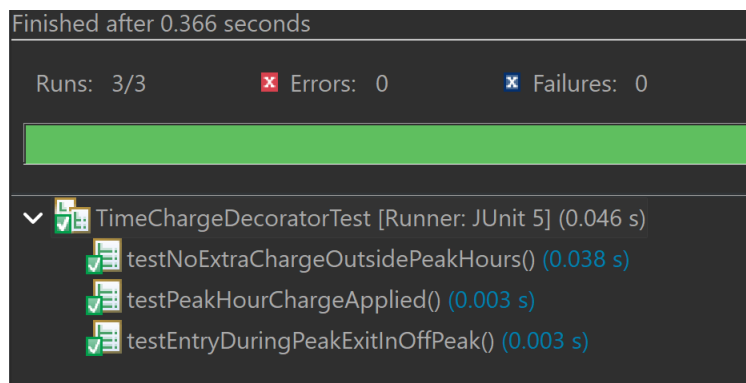 Finished after 0.366 seconds
Runs: 3/3 Errors: 0 Failures: 0
TimeChargeDecoratorTest [Runner: JUnit 5] (0.046 s)
testNoExtraChargeOutsidePeakHours() (0.038 s)
testPeakHourChargeApplied() (0.003 s)
testEntryDuringPeakExitInOffPeak() (0.003 s)